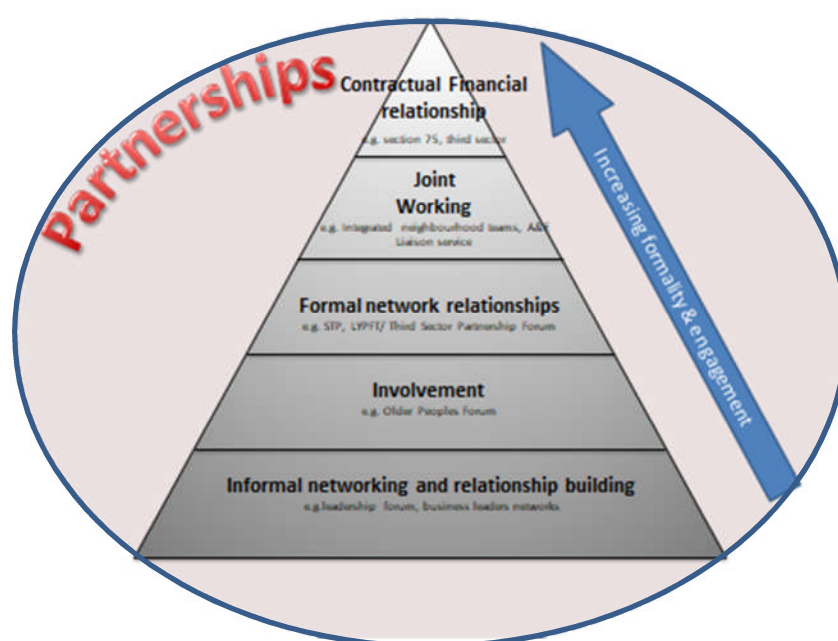 Partnerships
Contractual Financial
relationship
e.g. section 75, third sector
Joint
Working
e.g. Integrated neighbourhood teams, A&E
Liaison service
Formal network relationships
e.g. STP, LYPFT/ Third Sector Partnership Forum
Involvement
e.g. Older Peoples Forum
Informal networking and relationship building
e.g.leadership forum, business leaders networks
Increasing formality & engagement